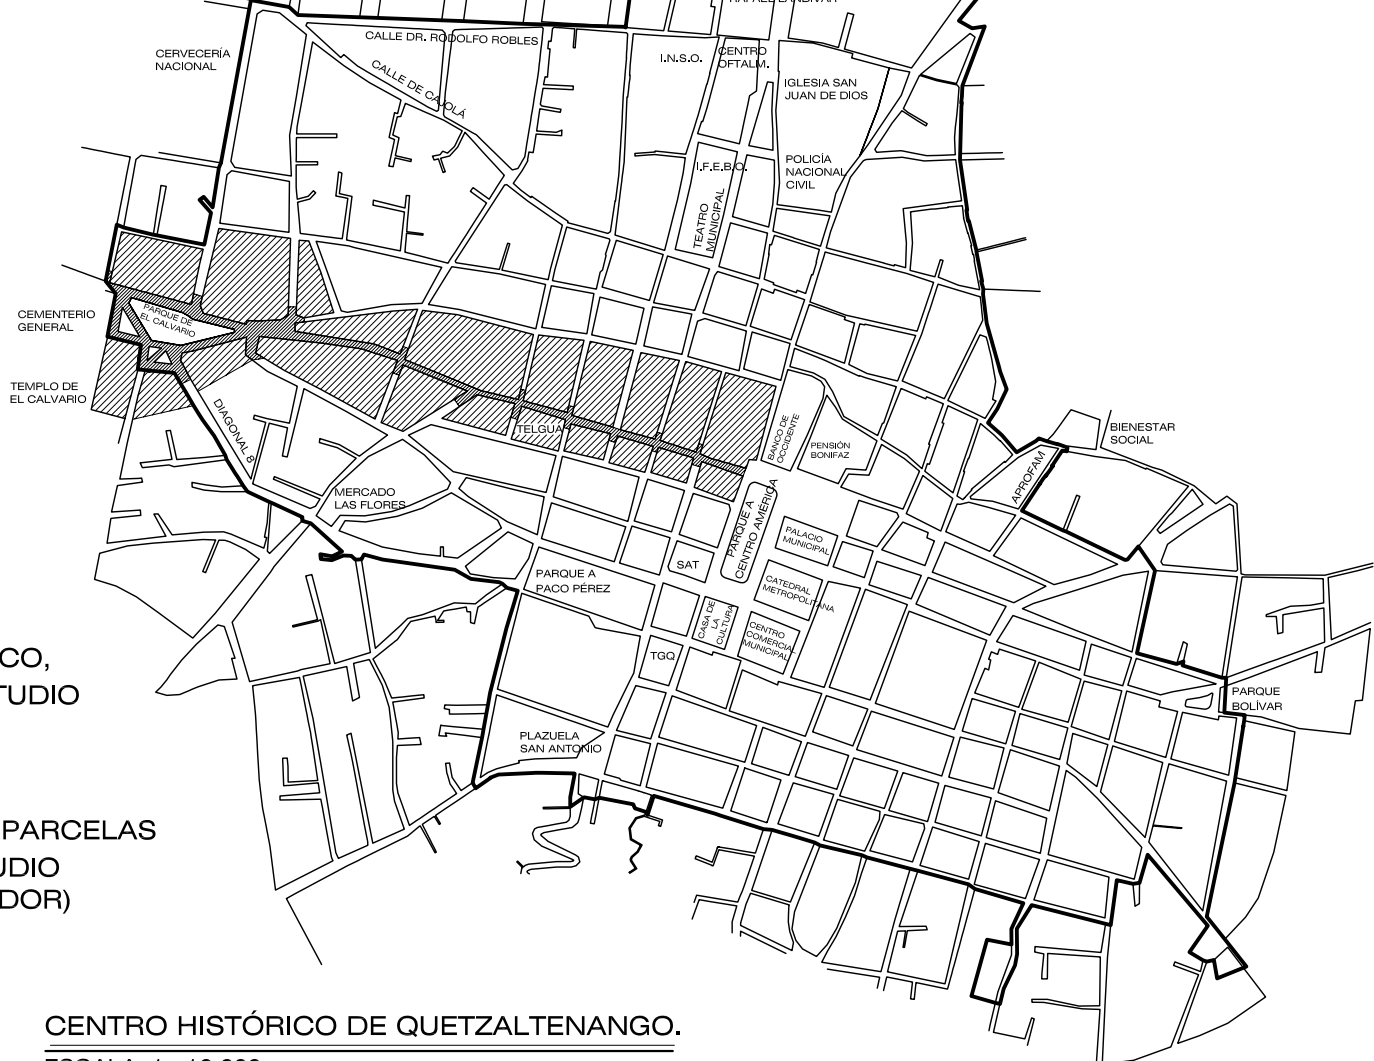 RAFAEL LANDIVAR
CALLE DR. RODOLFO ROBLES
CERVECERÍA
NACIONAL
I.N.S.O.
CENTRO
OFTALM.
CALLE DE CAJOLÁ
IGLESIA SAN
JUAN DE DIOS
I.F.E.B.O.
POLICÍA
NACIONAL
CIVIL
TEATRO
MUNICIPAL
CEMENTERIO
GENERAL
PARQUE DE
EL CALVARIO
TEMPLO DE
EL CALVARIO
DIAGONAL 8
TELGUA
BANCO DE
OCCIDENTE
PENSIÓN
BONIFAZ
BIENESTAR
SOCIAL
APROFAM
MERCADO
LAS FLORES
PARQUE A
CENTRO AMÉRICA
PALACIO
MUNICIPAL
SAT
PARQUE A
PACO PÉREZ
CATEDRAL
METROPOLITANA
CASA DE
LA
CULTURA
CENTRO
COMERCIAL
MUNICIPAL
TGQ
CO,
TUDIO
PARQUE
BOLÍVAR
PLAZUELA
SAN ANTONIO
PARCELAS
UDIO
DOR)
CENTRO HISTÓRICO DE QUETZALTENANGO.